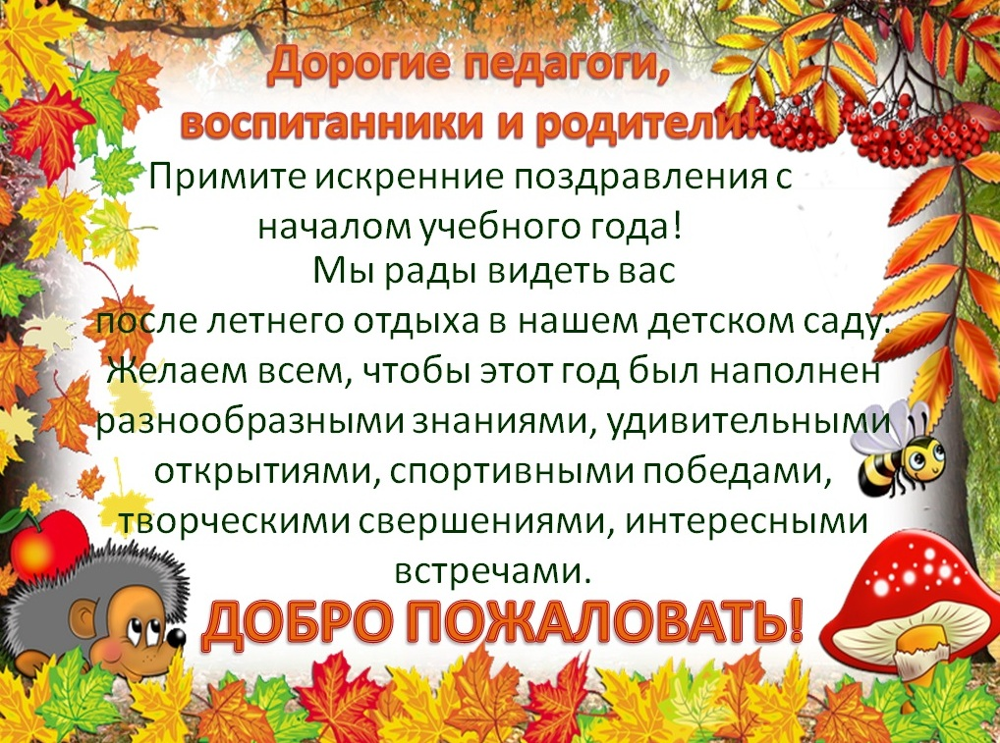 Дорогие педагоги,
воспитанники и родители!
Примите искренние поздравления с
началом учебного года!
Мы рады видеть вас
после летнего отдыха в нашем детском саду.
Желаем всем, чтобы этот год был наполнен
разнообразными знаниями, удивительными
открытиями, спортивными победами,
творческими свершениями, интересными
встречами.
ДОБРО ПОЖАЛОВАТЬ!